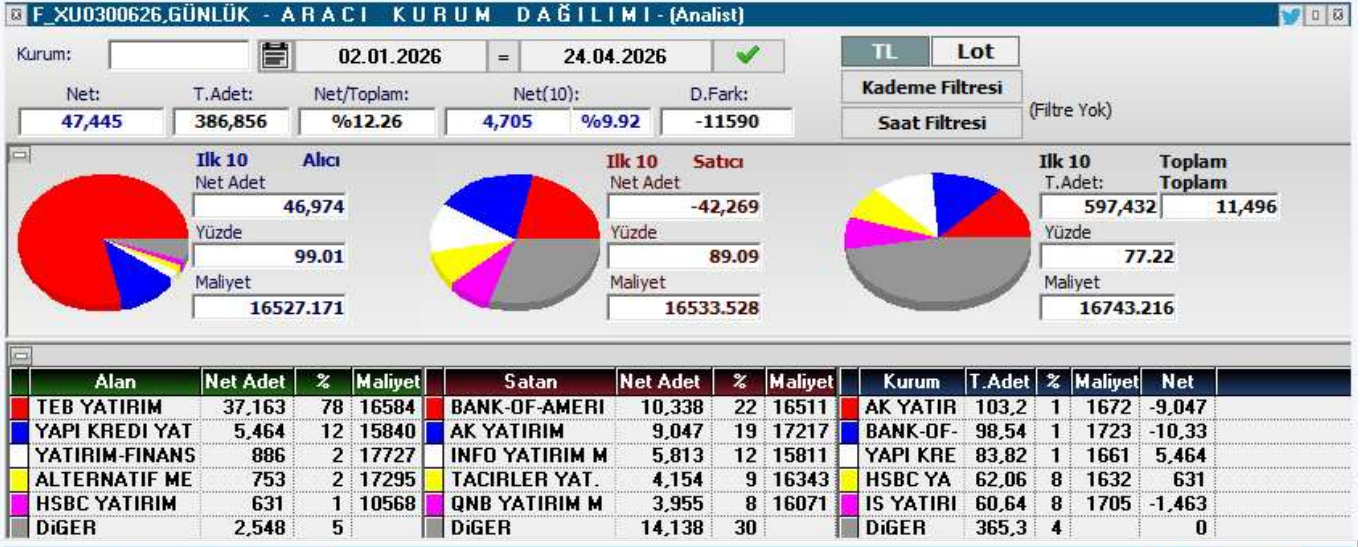 F_XU0300626,GÜNLÜK - A R A C I   K U R U M   D A Ğ I L I M I - (Analist)
Kurum: 02.01.2026 = 24.04.2026 TL Lot
Kademe Filtresi
Net: T.Adet: Net/Toplam: Net(10): D.Fark:
47,445 386,856 %12.26 4,705 %9.92 -11590 Saat Filtresi (Filtre Yok)
Ilk 10 Alıcı Ilk 10 Satıcı Ilk 10 Toplam
Net Adet Net Adet T.Adet: Toplam
46,974 -42,269 597,432 11,496
Yüzde Yüzde Yüzde
99.01 89.09 77.22
Maliyet Maliyet Maliyet
16527.171 16533.528 16743.216
Alan Net Adet % Maliyet Satan Net Adet % Maliyet Kurum T.Adet % Maliyet Net
TEB YATIRIM 37,163 78 16584 BANK-OF-AMERI 10,338 22 16511 AK YATIR 103,2 1 1672 -9,047
YAPI KREDI YAT 5,464 12 15840 AK YATIRIM 9,047 19 17217 BANK-OF- 98,54 1 1723 -10,33
YATIRIM-FINANS 886 2 17727 INFO YATIRIM M 5,813 12 15811 YAPI KRE 83,82 1 1661 5,464
ALTERNATIF ME 753 2 17295 TACIRLER YAT. 4,154 9 16343 HSBC YA 62,06 8 1632 631
HSBC YATIRIM 631 1 10568 QNB YATIRIM M 3,955 8 16071 IS YATIRI 60,64 8 1705 -1,463
DiGER 2,548 5 DiGER 14,138 30 DiGER 365,3 4 0